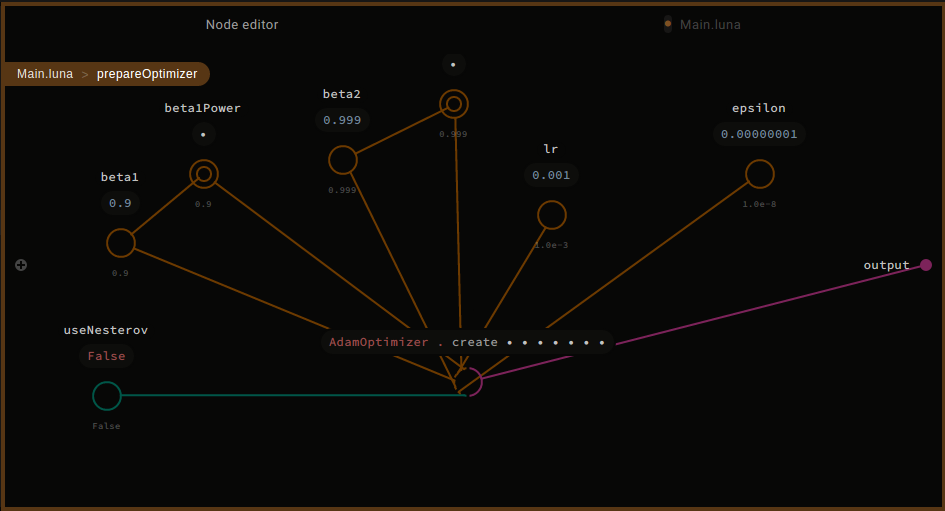 Node editor
Main.luna
Main.luna > prepareOptimizer
beta1Power
0.9
beta2
0.999
0.999
0.999
beta1
0.9
0.9
lr
0.001
1.0e-3
epsilon
0.00000001
1.0e-8
output
useNesterov
False
False
AdamOptimizer . create • • • • • • •